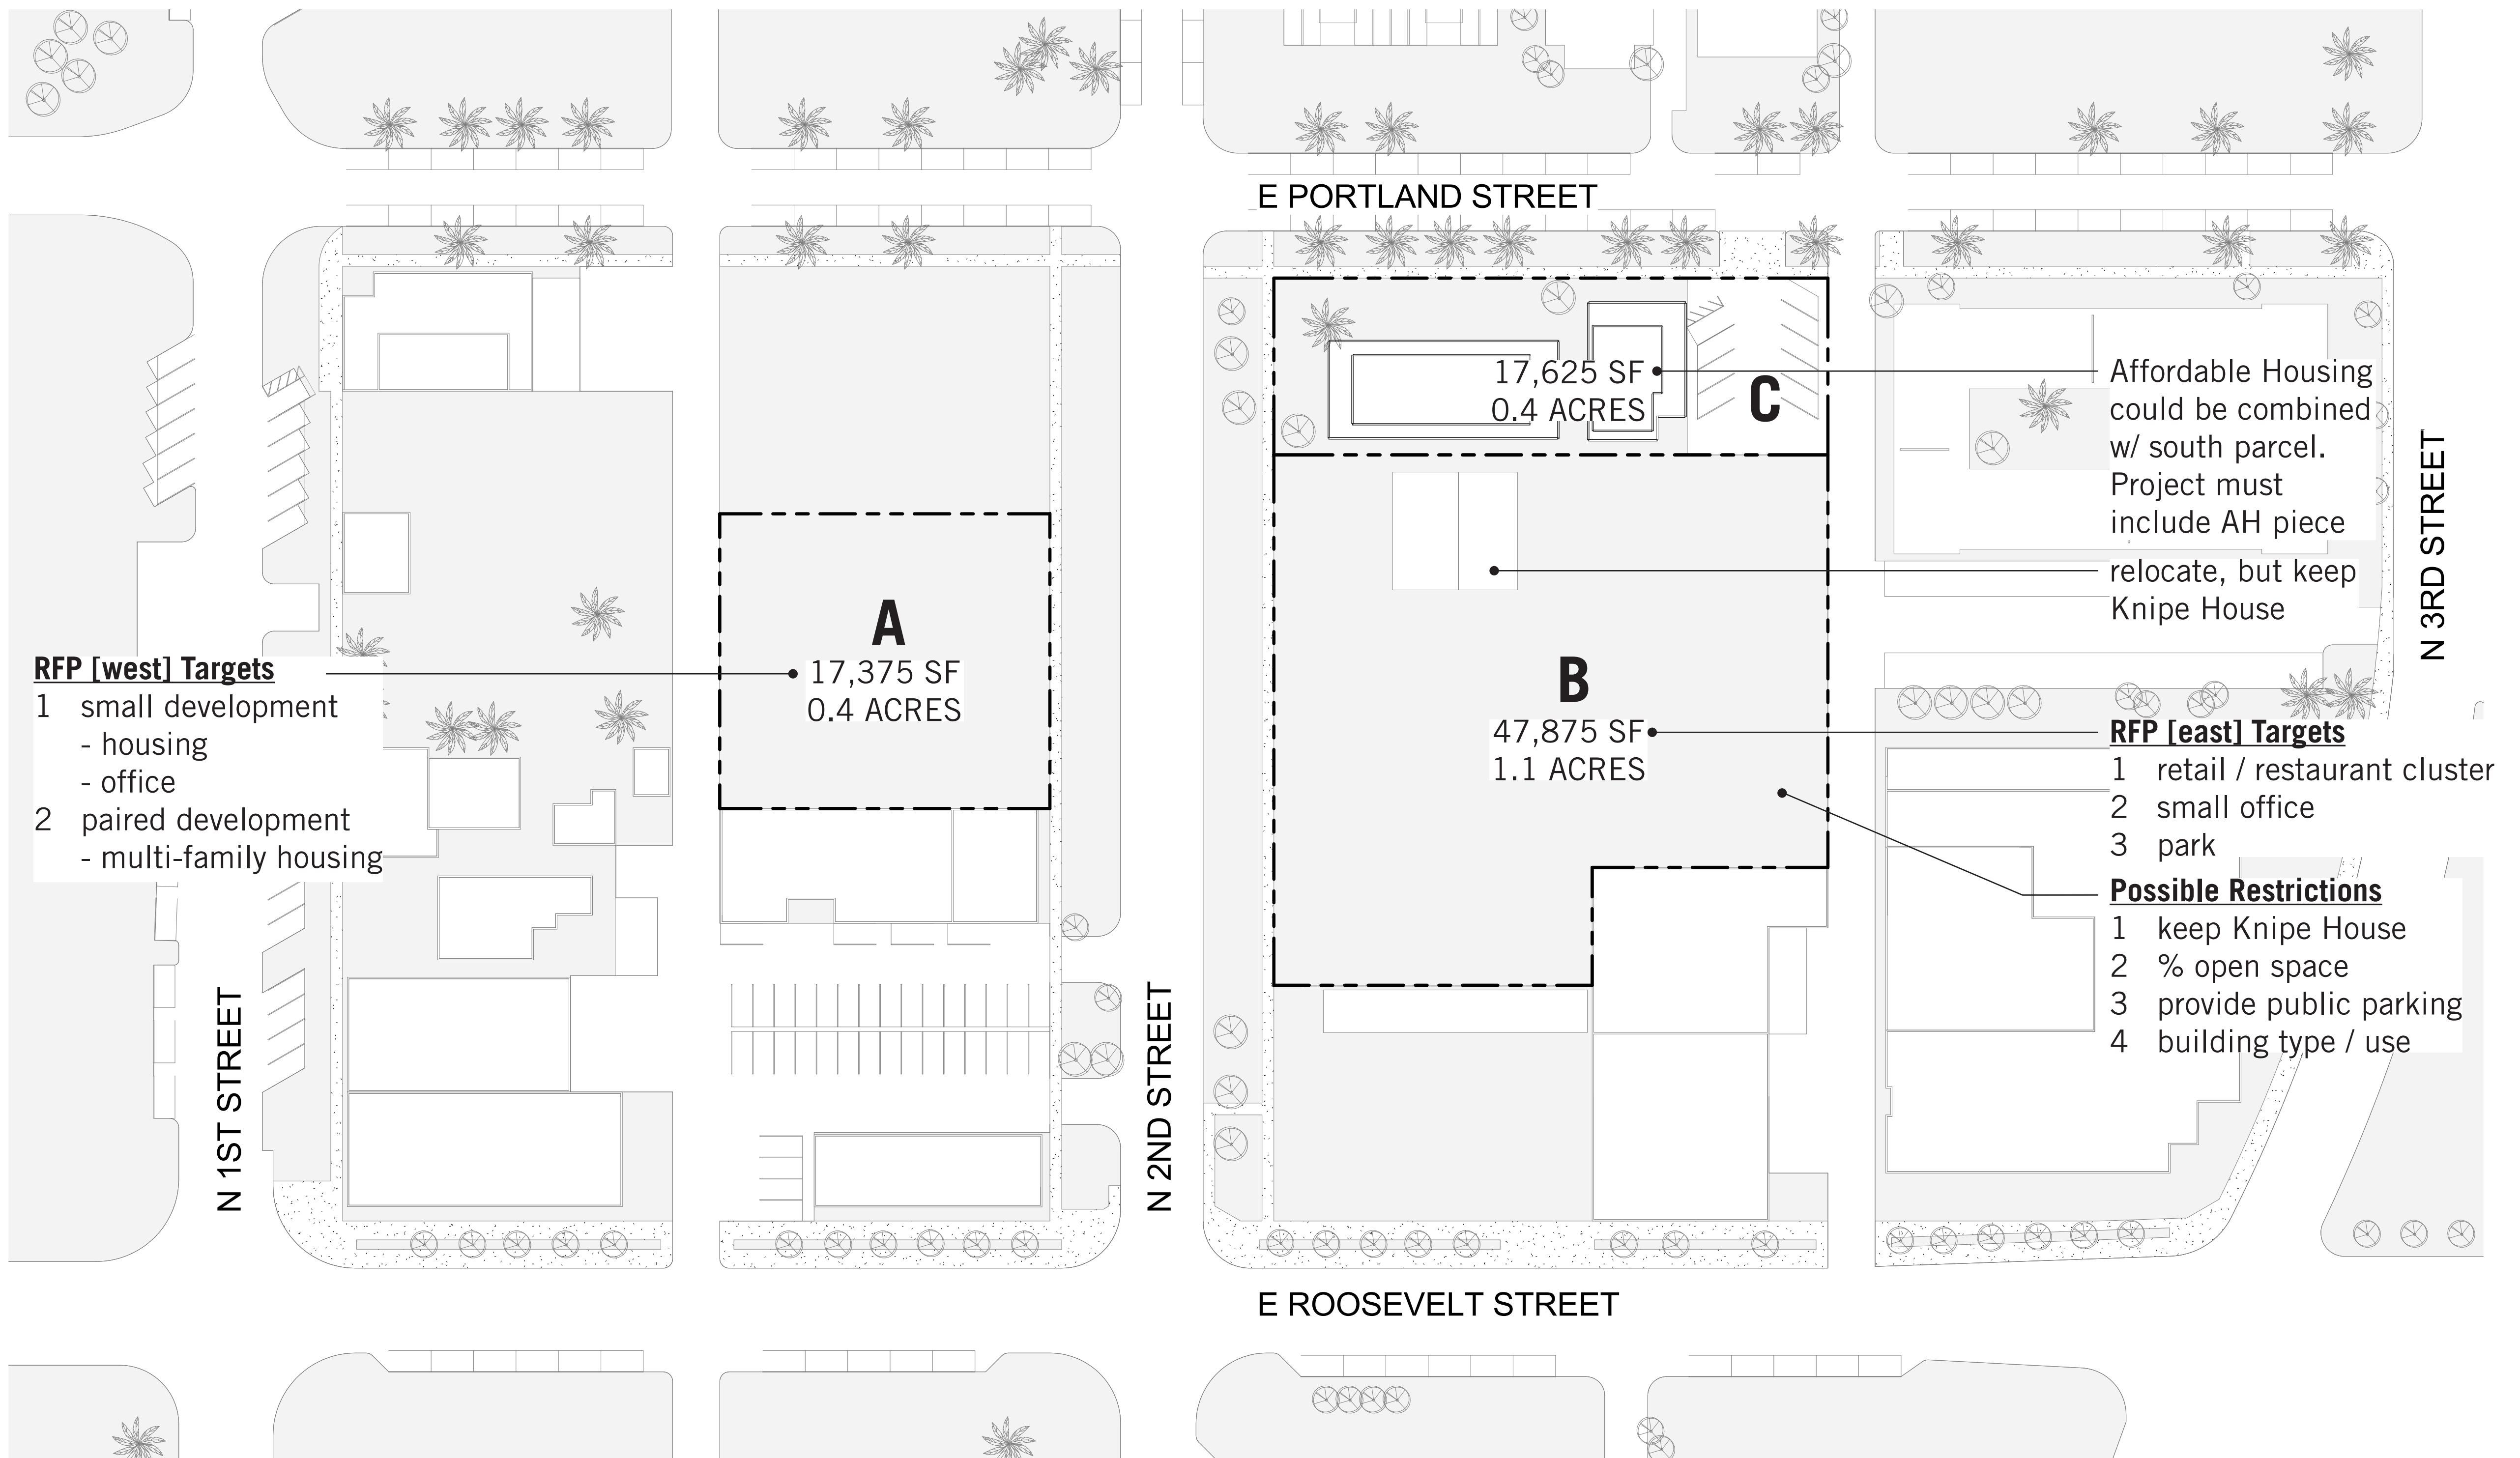 E PORTLAND STREET
17,625 SF
0.4 ACRES
C
Affordable Housing
could be combined
w/ south parcel.
Project must
include AH piece
relocate, but keep
Knipe House
N 3RD STREET
A
17,375 SF
0.4 ACRES
RFP [west] Targets
1 small development
- housing
- office
2 paired development
- multi-family housing
B
47,875 SF
1.1 ACRES
RFP [east] Targets
1 retail / restaurant cluster
2 small office
3 park
Possible Restrictions
1 keep Knipe House
2 % open space
3 provide public parking
4 building type / use
N 1ST STREET
N 2ND STREET
E ROOSEVELT STREET